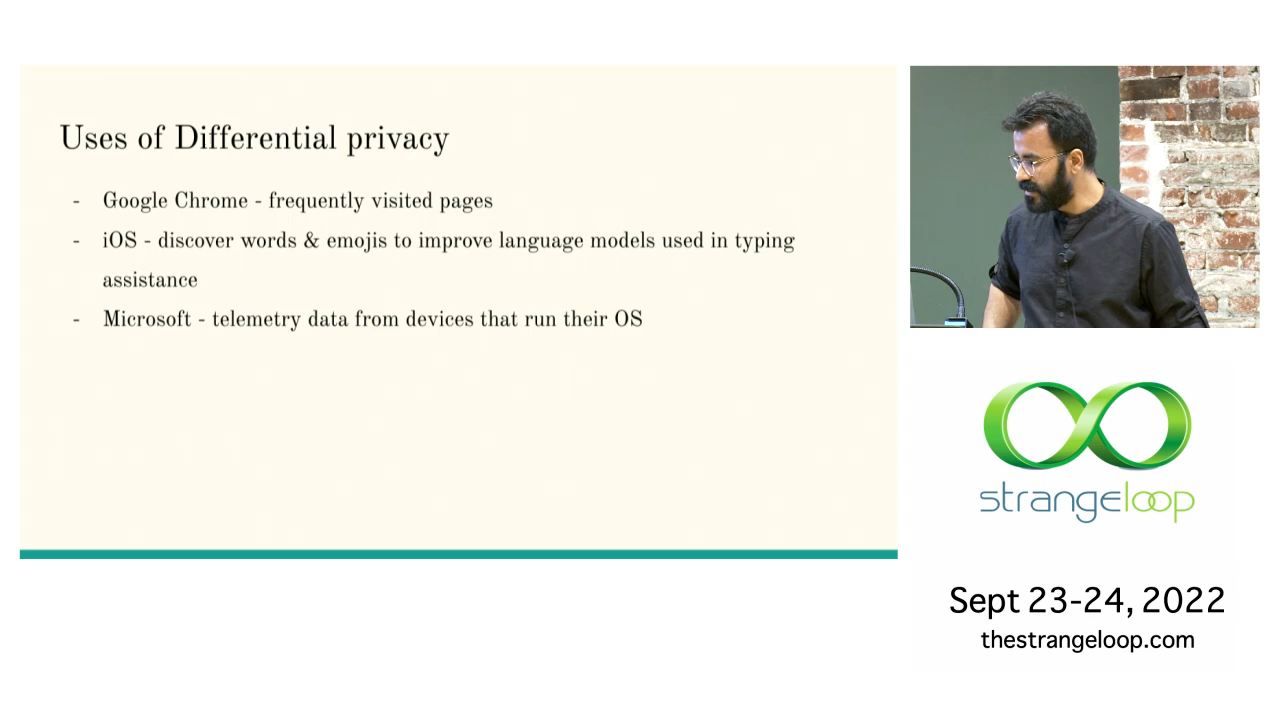 Uses of Differential privacy
- Google Chrome - frequently visited pages
- iOS - discover words & emojis to improve language models used in typing
assistance
- Microsoft - telemetry data from devices that run their OS
strangeloop
Sept 23-24, 2022
thestrangeloop.com